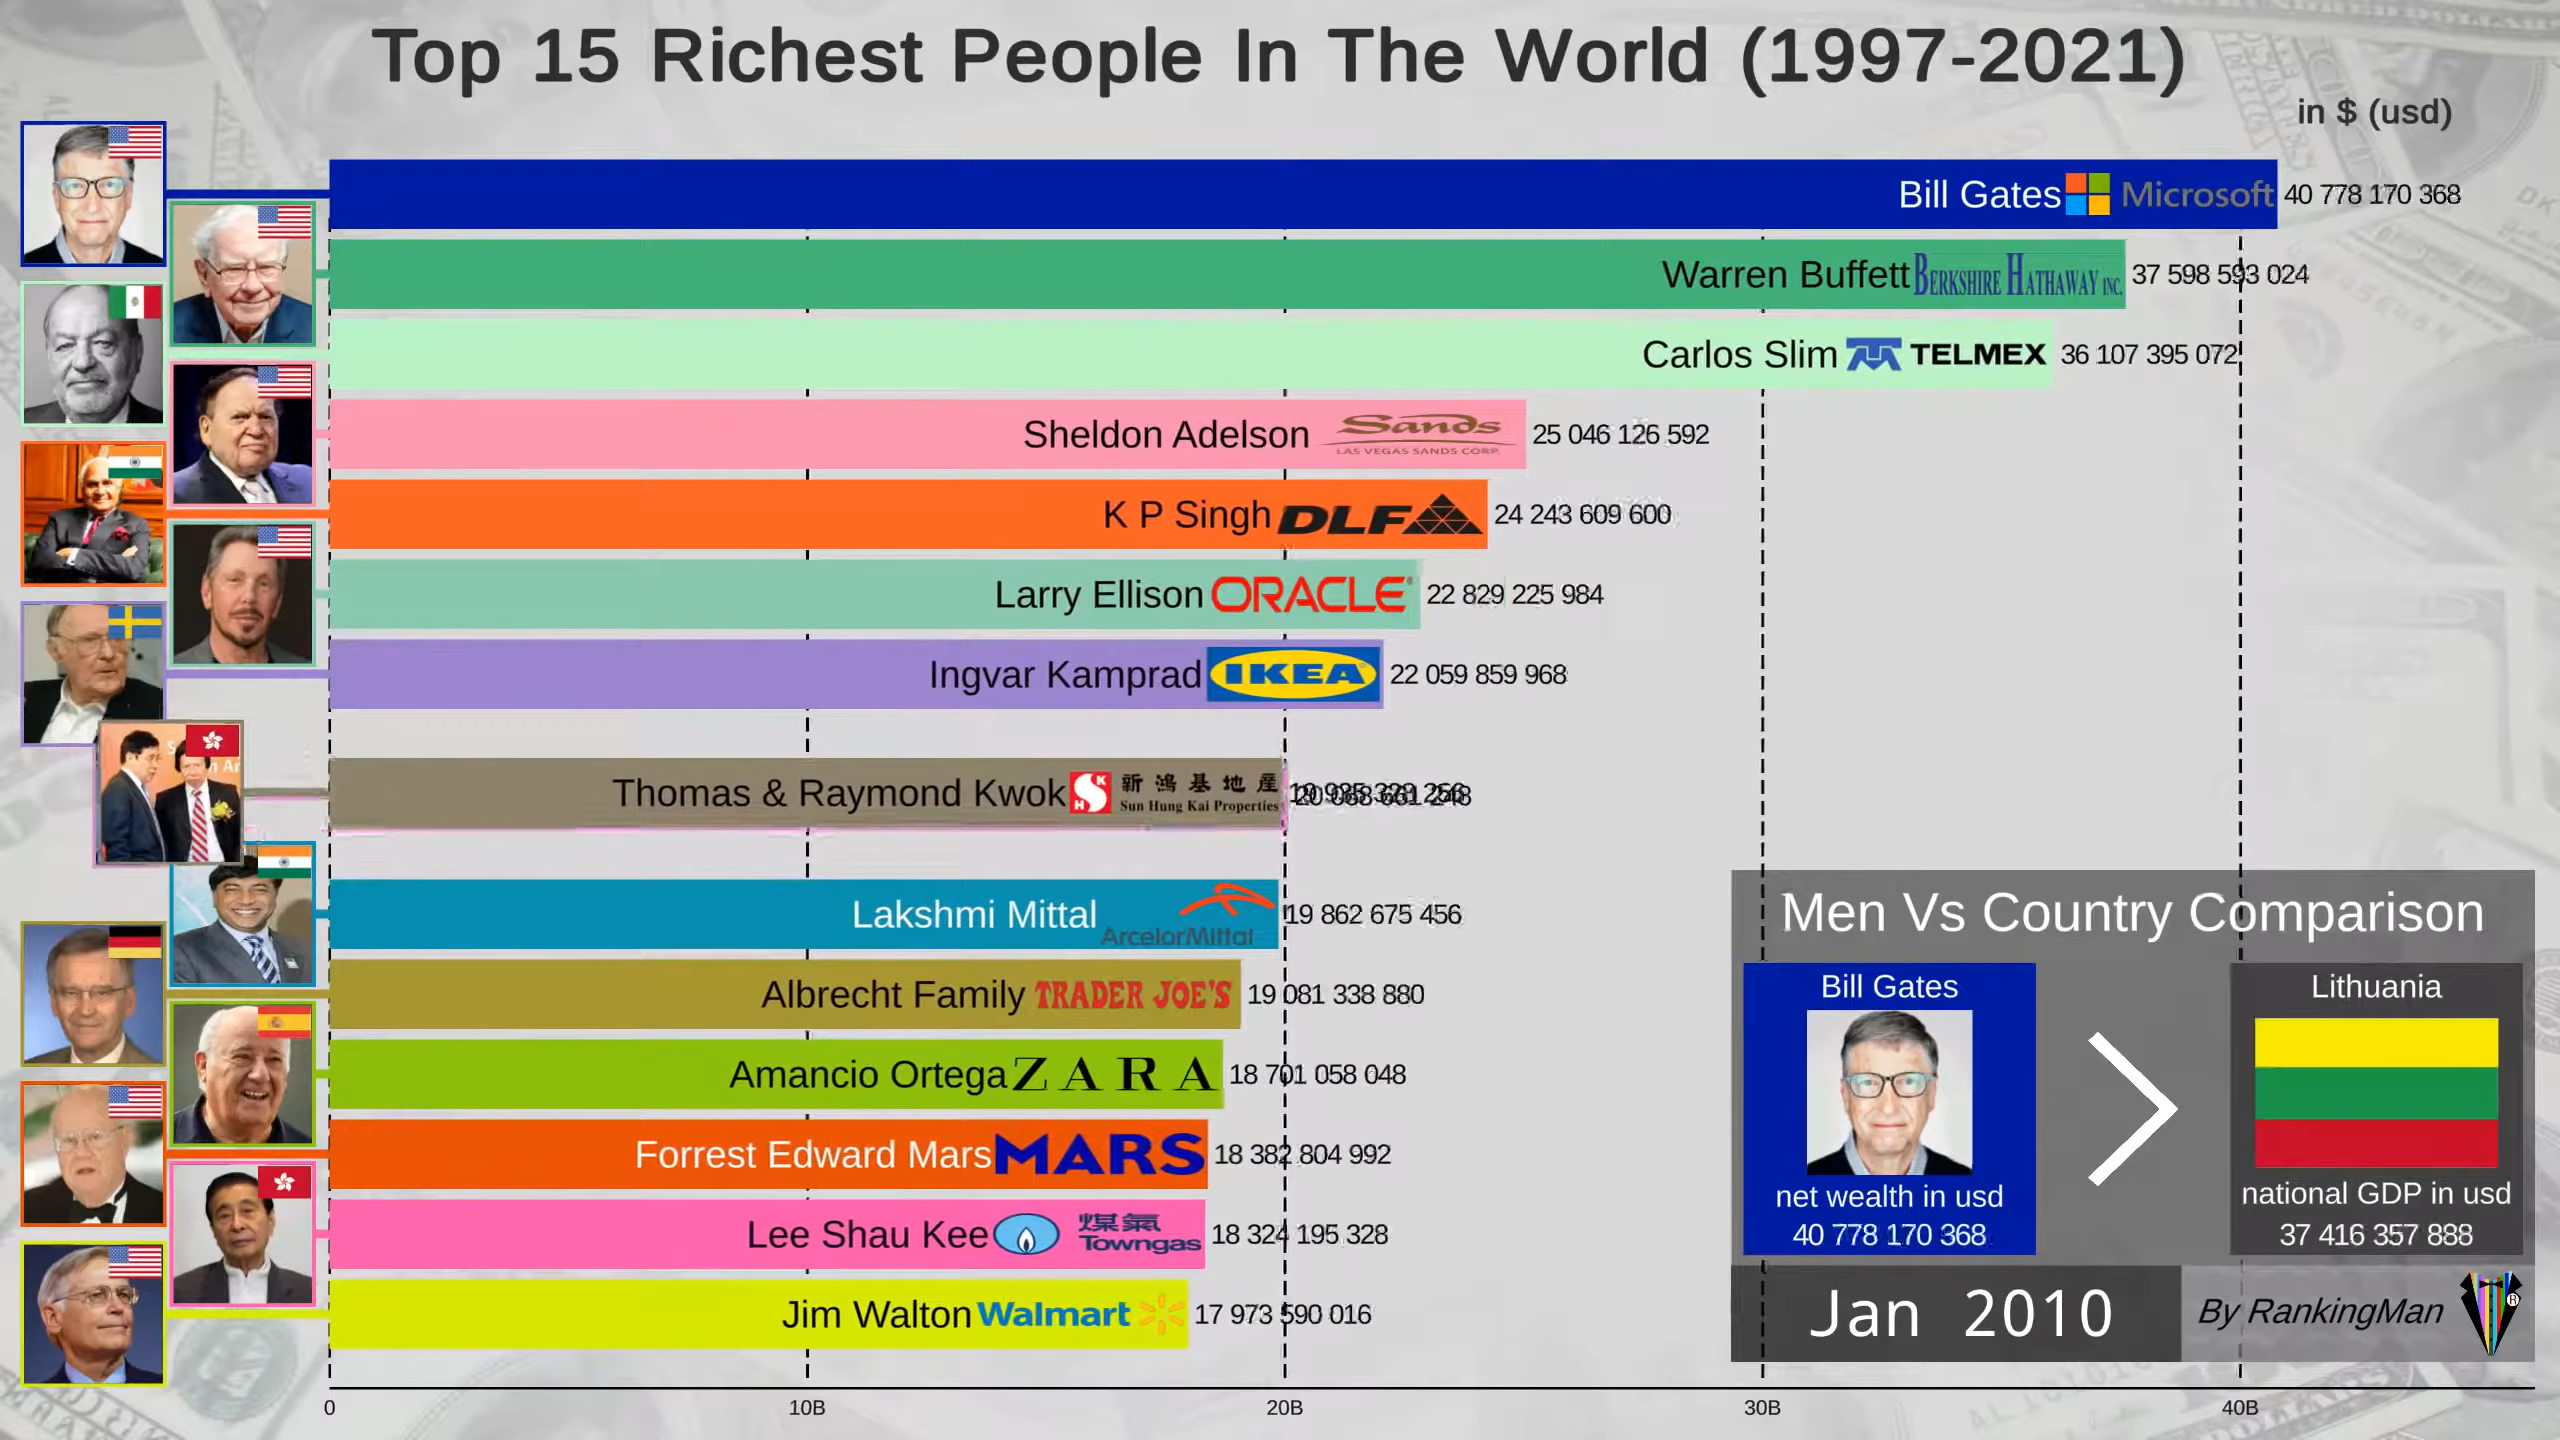 Top 15 Richest People In The World (1997-2021)
in $ (usd)
Bill Gates Microsoft 40 778 170 368
Warren Buffett BERKSHIRE HATHAWAY INC. 37 598 593 024
Carlos Slim TELMEX 36 107 395 072
Sheldon Adelson Sands LAS VEGAS SANDS CORP. 25 046 126 592
K P Singh DLF 24 243 609 600
Larry Ellison ORACLE 22 829 225 984
Ingvar Kamprad IKEA 22 059 859 968
Thomas & Raymond Kwok 新鴻基地產 Sun Hung Kai Properties
Lakshmi Mittal ArcelorMittal 19 862 675 456
Albrecht Family TRADER JOE'S 19 081 338 880
Amancio Ortega ZARA 18 701 058 048
Forrest Edward Mars MARS 18 382 804 992
Lee Shau Kee 煤氣 Towngas 18 324 195 328
Jim Walton Walmart 17 973 590 016
0 10B 20B 30B 40B
Men Vs Country Comparison
Bill Gates
net wealth in usd
40 778 170 368
>
Lithuania
national GDP in usd
37 416 357 888
Jan 2010
By RankingMan